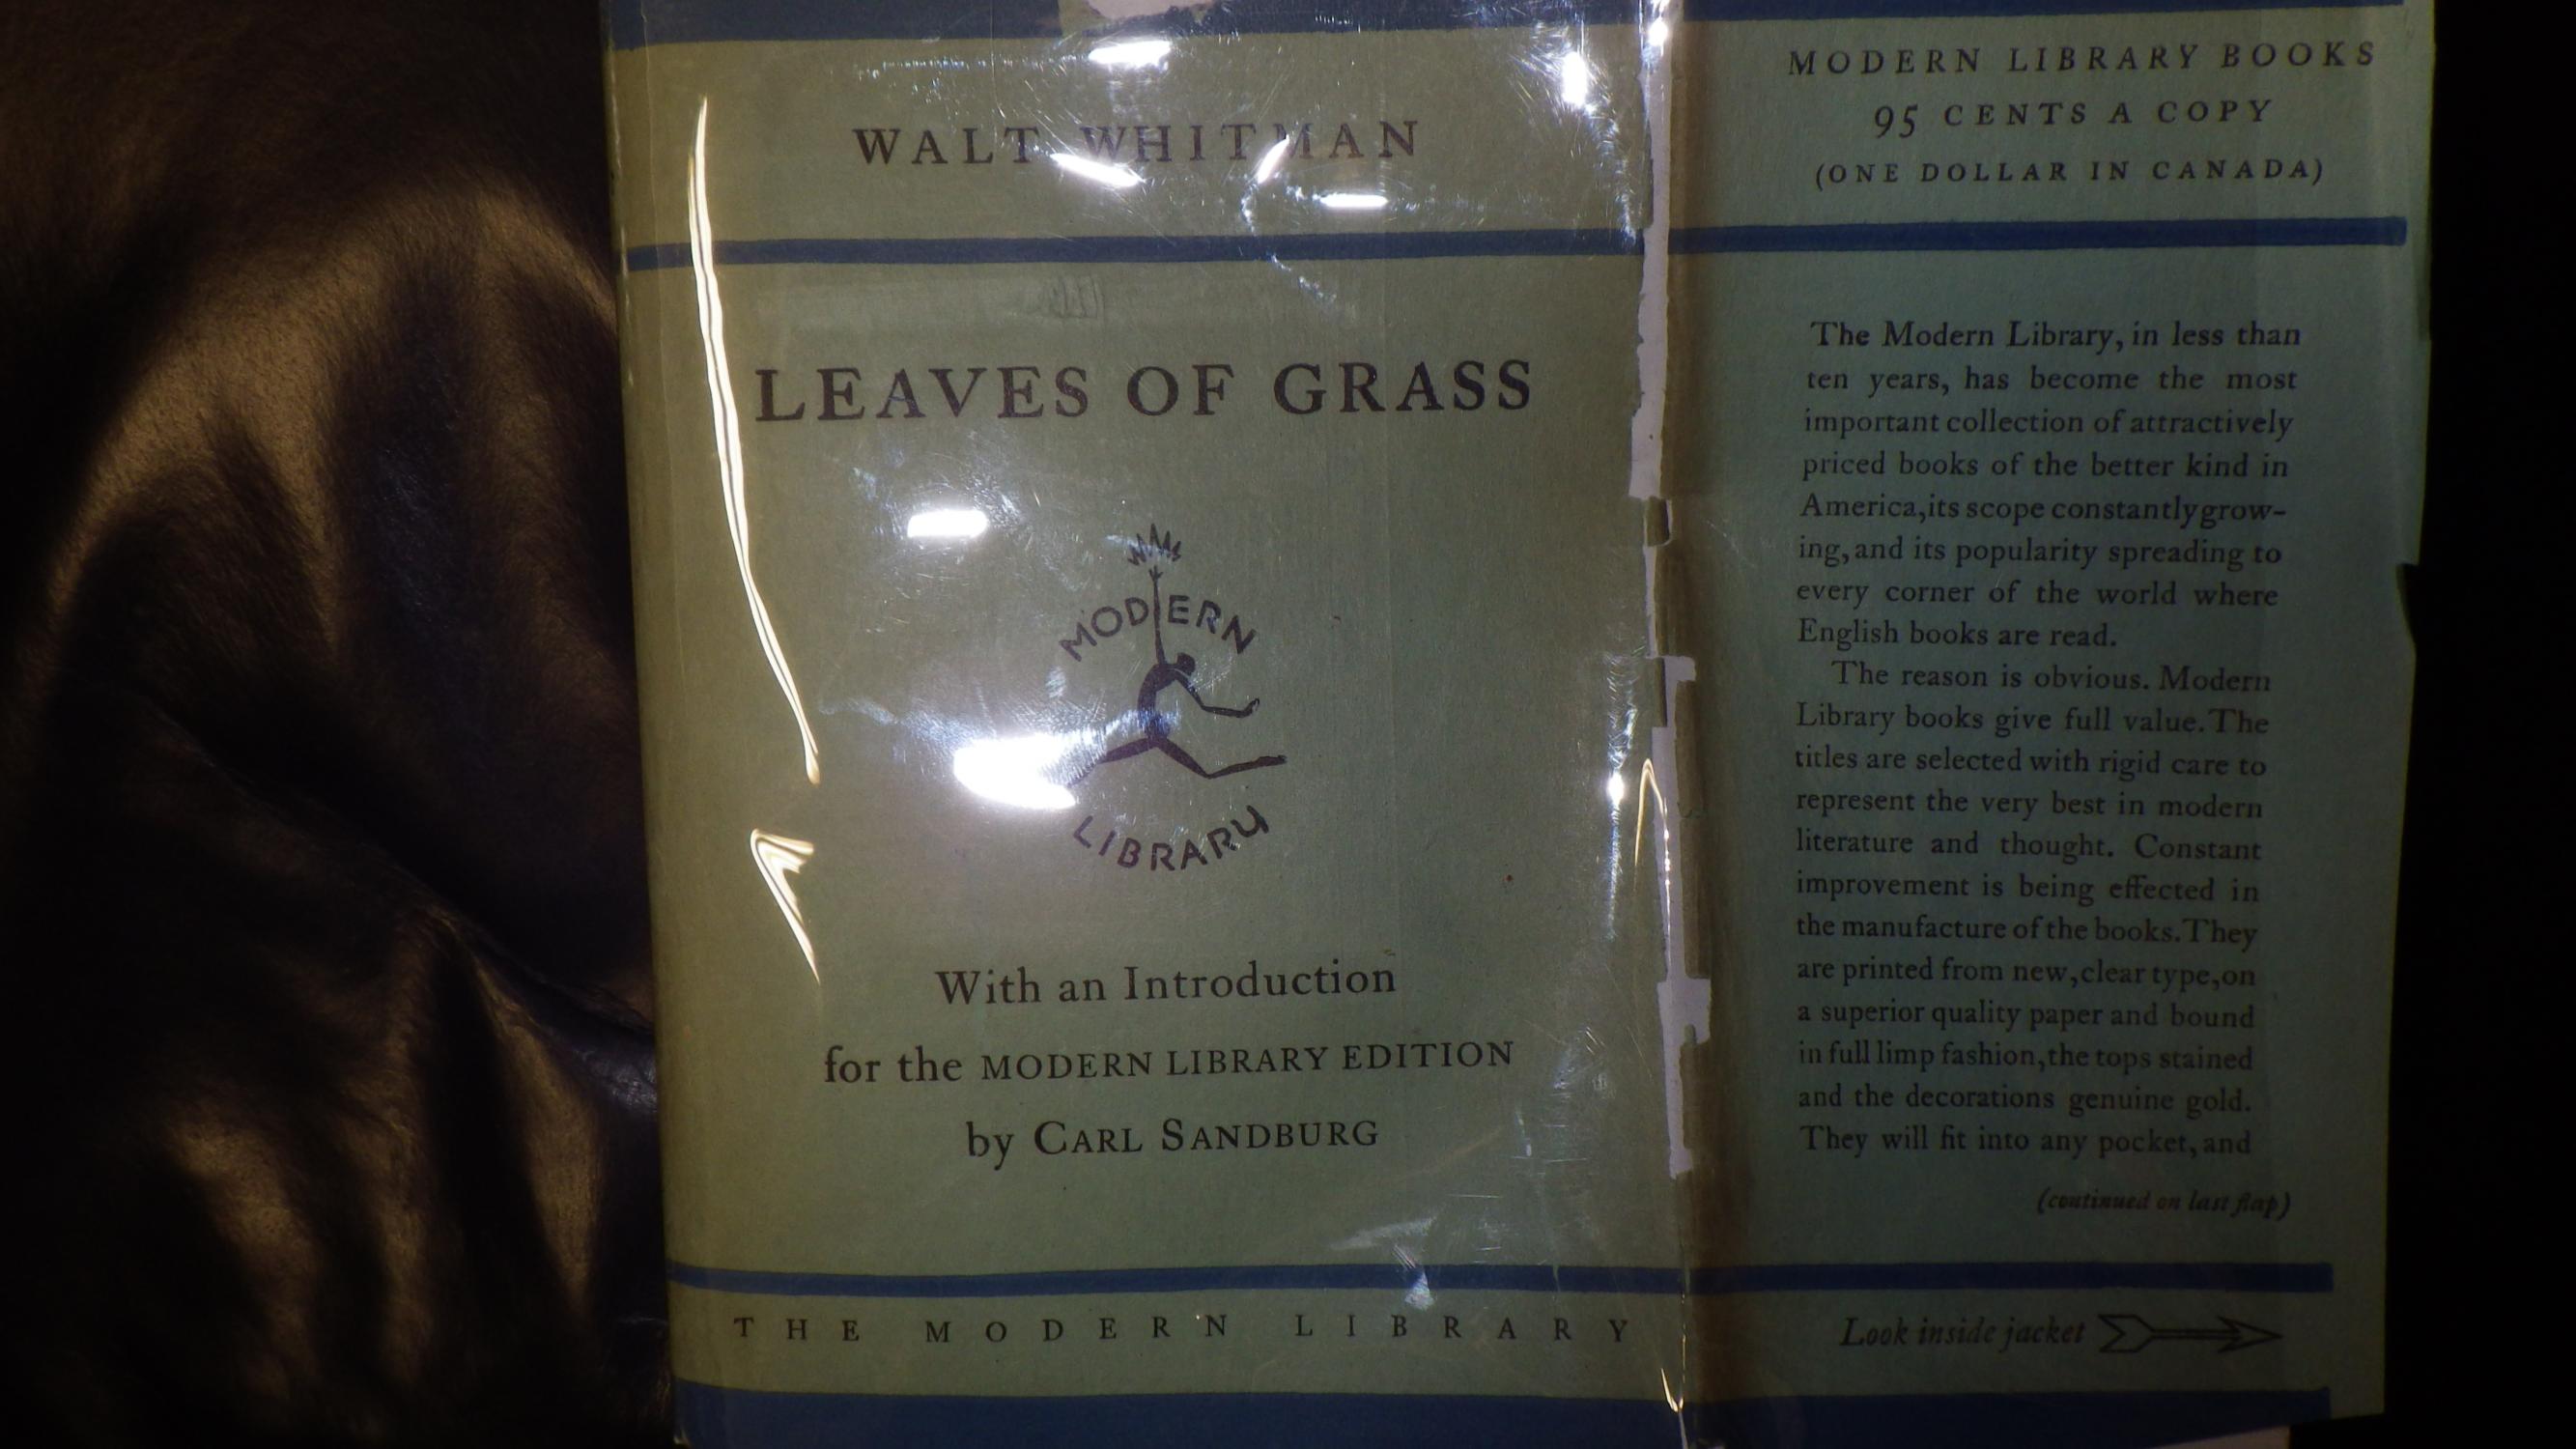 WALT WHITMAN
LEAVES OF GRASS
MODERN
LIBRARY
With an Introduction
for the MODERN LIBRARY EDITION
by CARL SANDBURG
THE MODERN LIBRARY
MODERN LIBRARY BOOKS
95 CENTS A COPY
(ONE DOLLAR IN CANADA)
The Modern Library, in less than
ten years, has become the most
important collection of attractively
priced books of the better kind in
America, its scope constantly grow-
ing, and its popularity spreading to
every corner of the world where
English books are read.
The reason is obvious. Modern
Library books give full value. The
titles are selected with rigid care to
represent the very best in modern
literature and thought. Constant
improvement is being effected in
the manufacture of the books. They
are printed from new, clear type, on
a superior quality paper and bound
in full limp fashion, the tops stained
and the decorations genuine gold.
They will fit into any pocket, and
(continued on last flap)
Look inside jacket